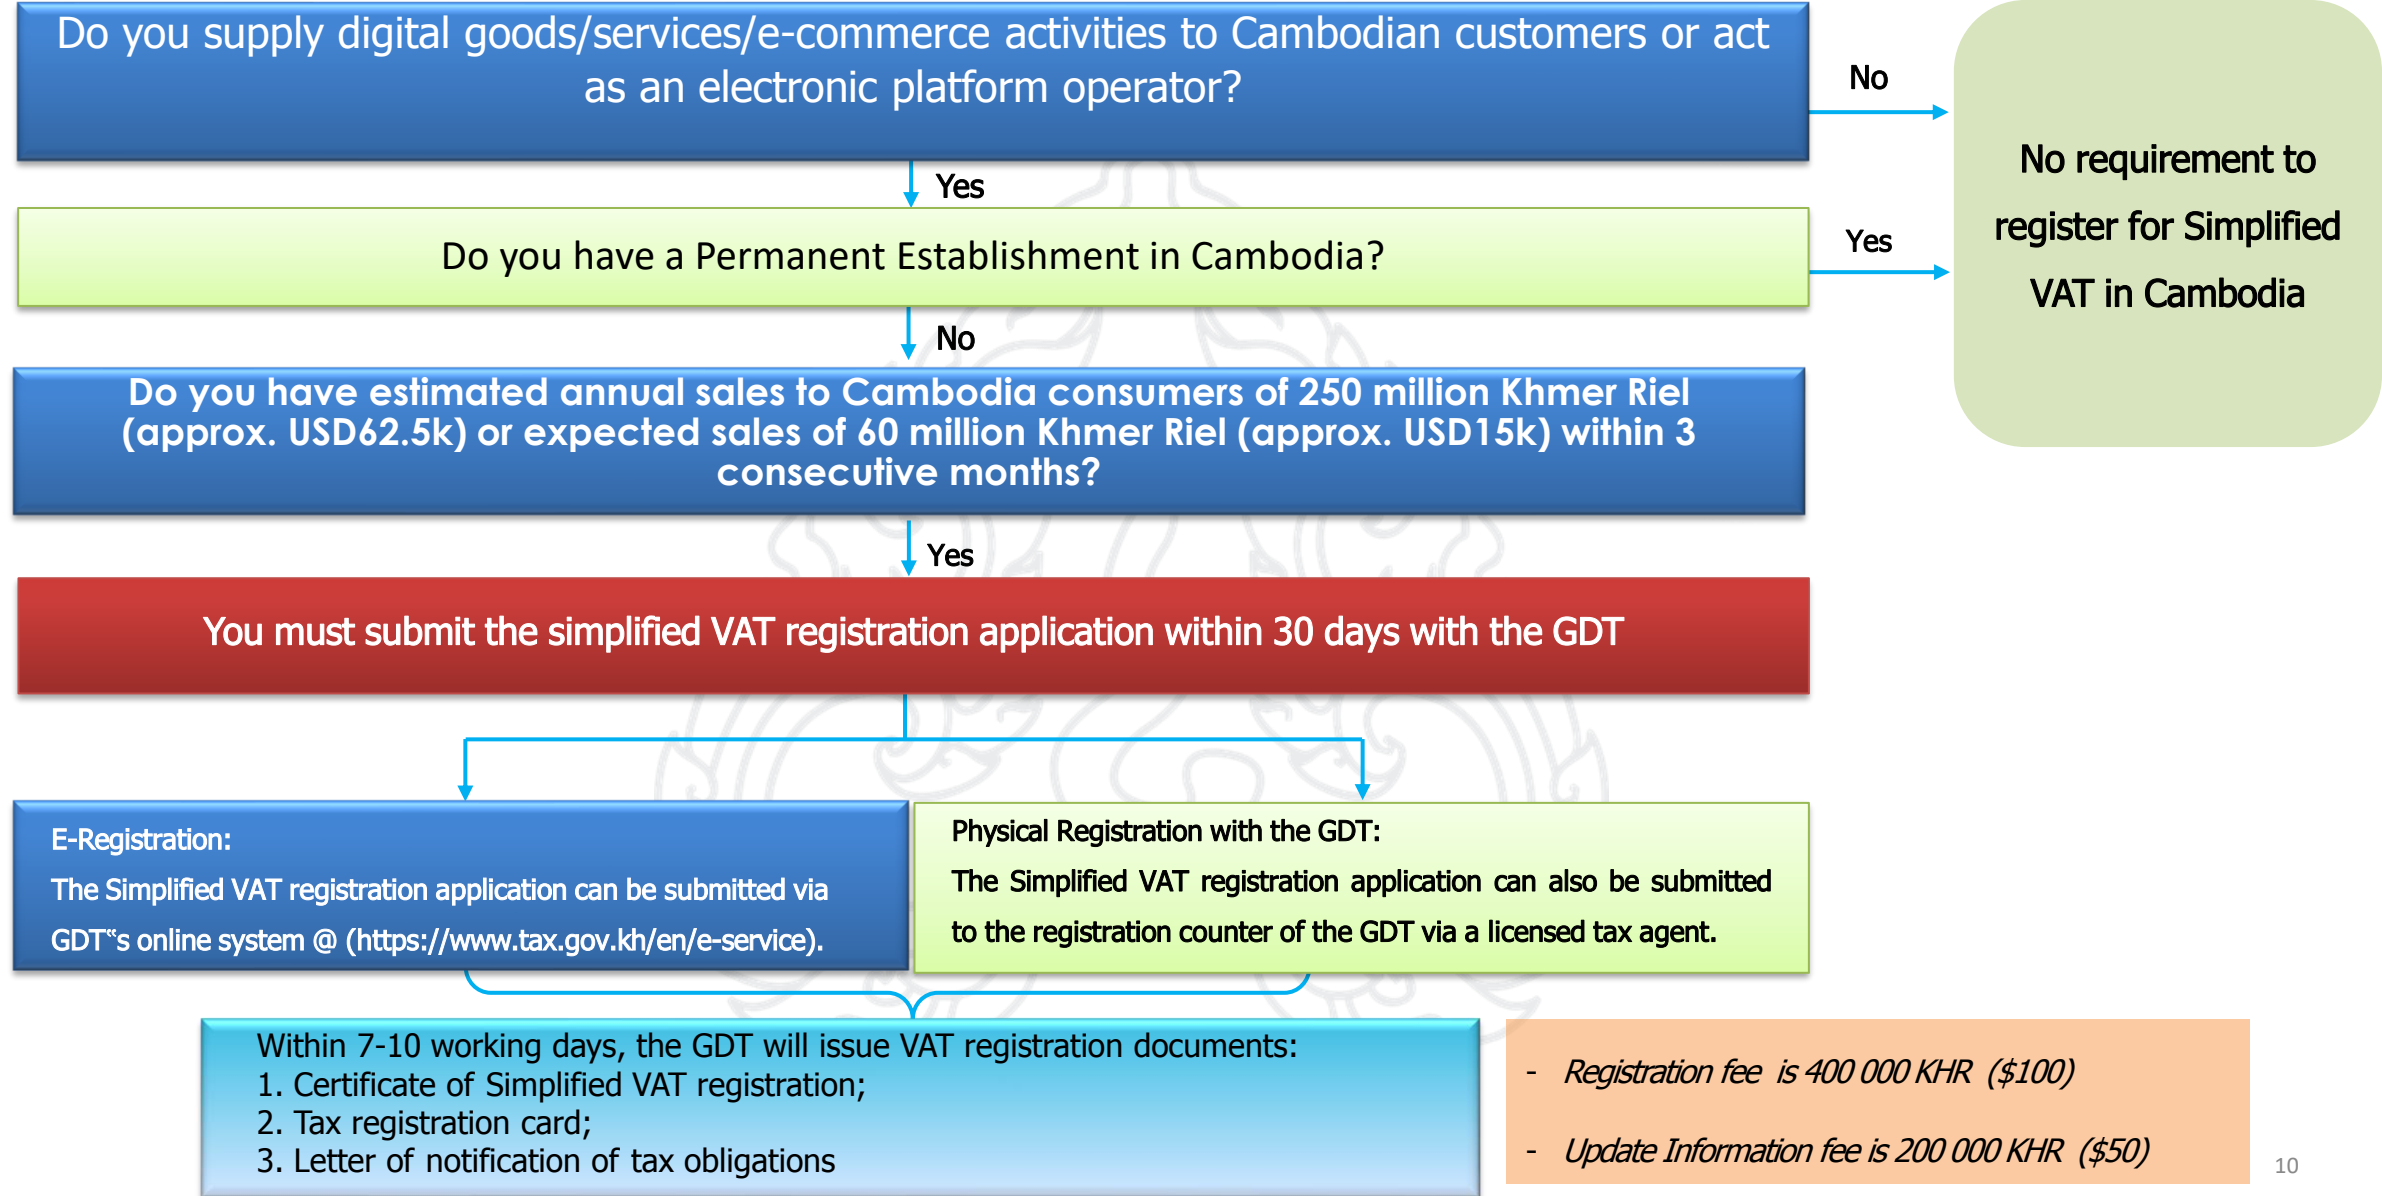 Do you supply digital goods/services/e-commerce activities to Cambodian customers or act
as an electronic platform operator?
No
No requirement to
register for Simplified
VAT in Cambodia
Yes
Do you have a Permanent Establishment in Cambodia?
Yes
No
Do you have estimated annual sales to Cambodia consumers of 250 million Khmer Riel
(approx. USD62.5k) or expected sales of 60 million Khmer Riel (approx. USD15k) within 3
consecutive months?
Yes
You must submit the simplified VAT registration application within 30 days with the GDT
E-Registration:
The Simplified VAT registration application can be submitted via
GDT‟s online system @ (https://www.tax.gov.kh/en/e-service).
Physical Registration with the GDT:
The Simplified VAT registration application can also be submitted
to the registration counter of the GDT via a licensed tax agent.
Within 7-10 working days, the GDT will issue VAT registration documents:
1. Certificate of Simplified VAT registration;
2. Tax registration card;
3. Letter of notification of tax obligations
- Registration fee is 400 000 KHR ($100)
- Update Information fee is 200 000 KHR ($50)
10